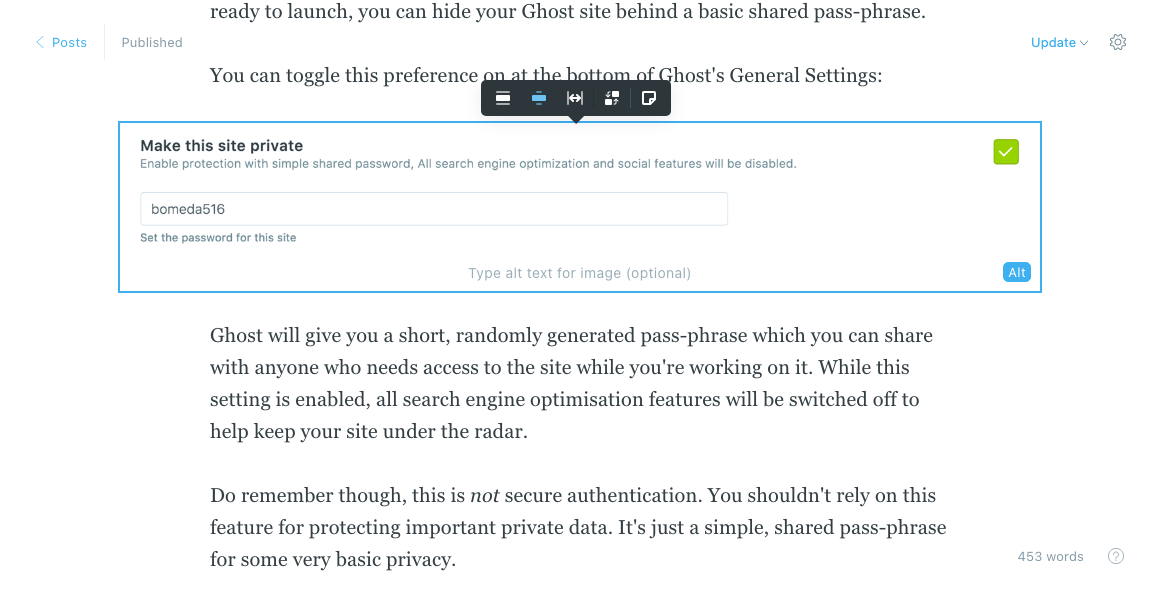 ready to launch, you can hide your Ghost site behind a basic shared pass-phrase.
Posts
Published
Update
You can toggle this preference on at the bottom of Ghost's General Settings:
Make this site private
Enable protection with simple shared password, All search engine optimization and social features will be disabled.
bomeda516
Set the password for this site
Type alt text for image (optional)
Alt
Ghost will give you a short, randomly generated pass-phrase which you can share
with anyone who needs access to the site while you're working on it. While this
setting is enabled, all search engine optimisation features will be switched off to
help keep your site under the radar.
Do remember though, this is not secure authentication. You shouldn't rely on this
feature for protecting important private data. It's just a simple, shared pass-phrase
for some very basic privacy.
453 words
?